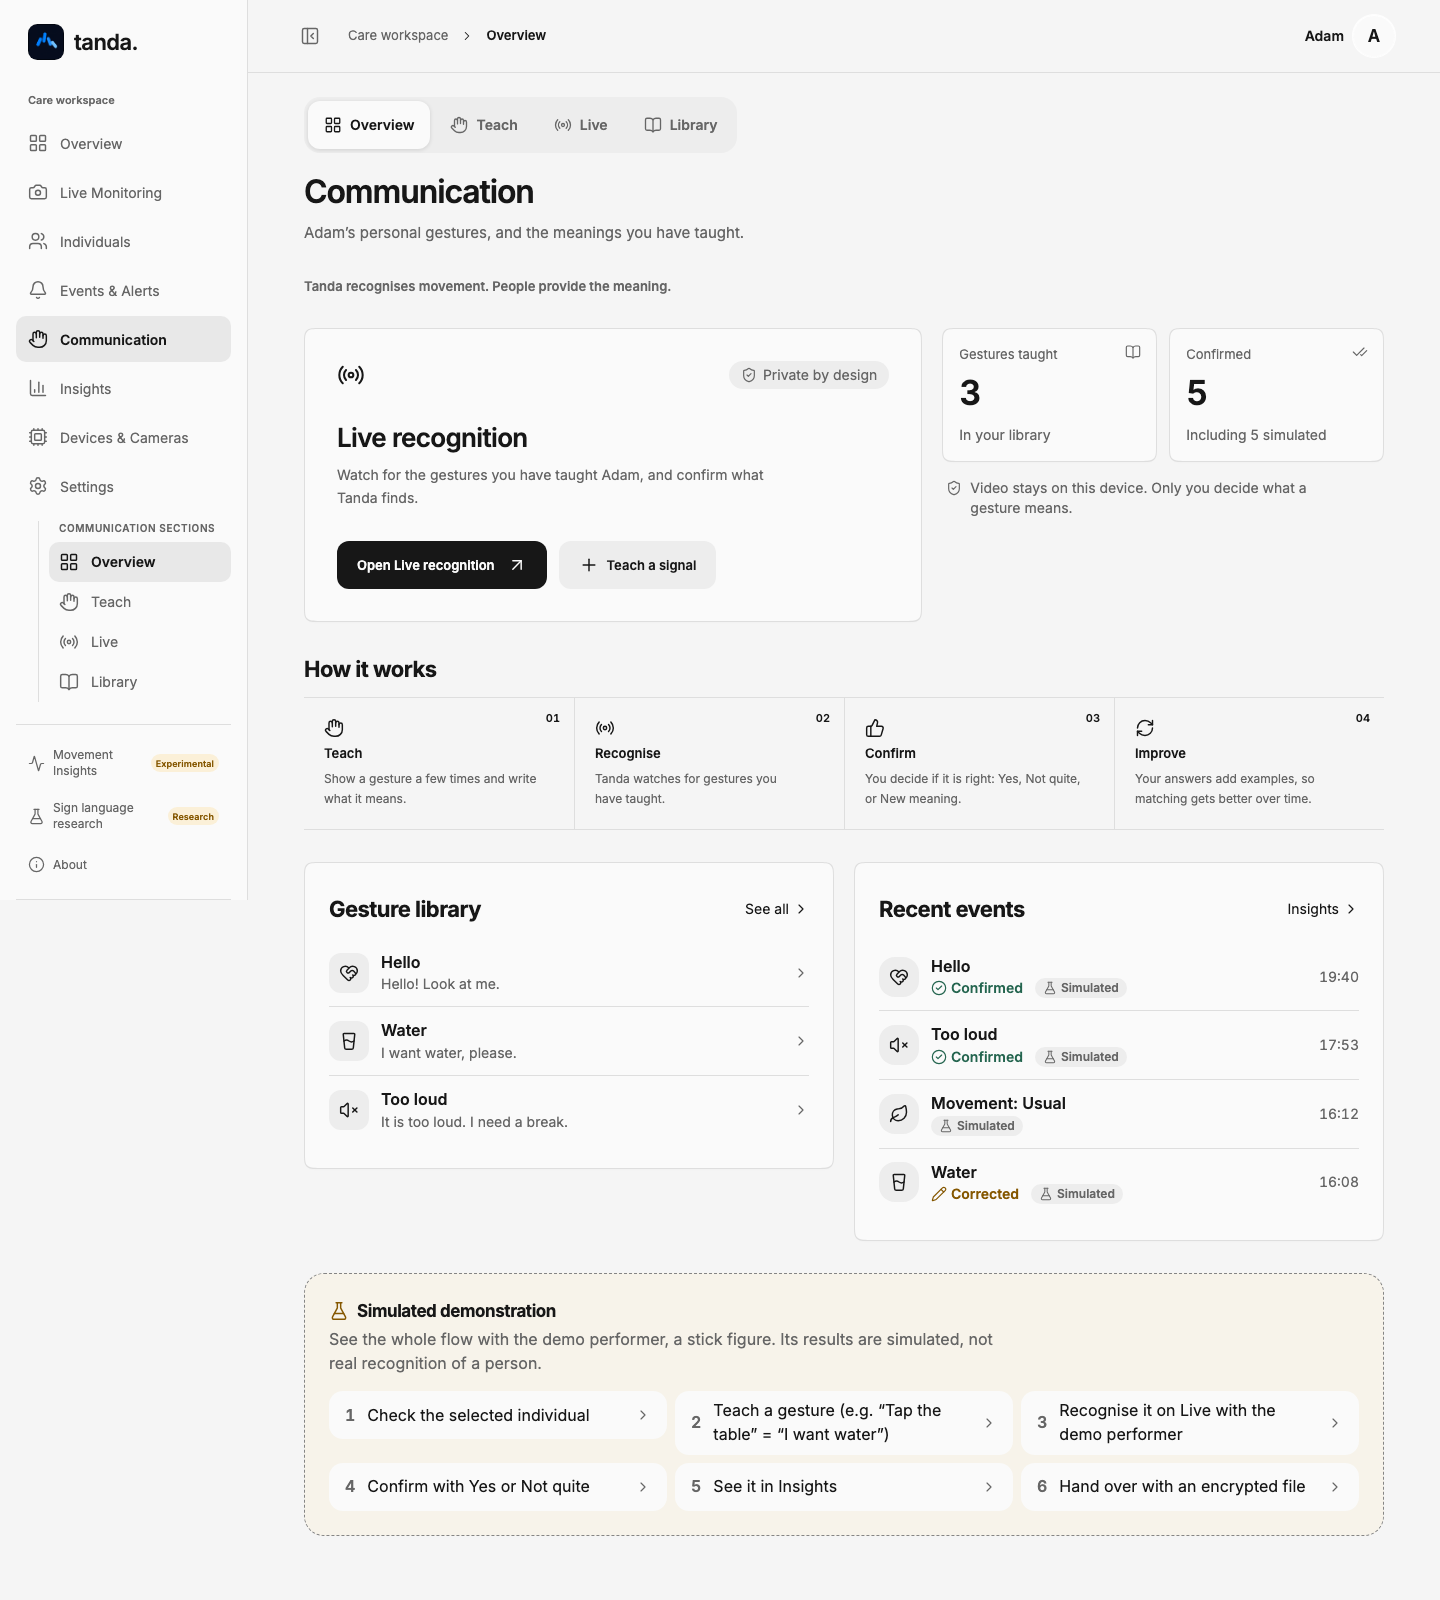 tanda.
Care workspace
Overview
Live Monitoring
Individuals
Events & Alerts
Communication
Insights
Devices & Cameras
Settings
COMMUNICATION SECTIONS
Overview
Teach
Live
Library
Movement
Insights
Experimental
Sign language
research
Research
About
Care workspace
Overview
Adam
A
Overview
Teach
Live
Library
Communication
Adam’s personal gestures, and the meanings you have taught.
Tanda recognises movement. People provide the meaning.
Private by design
Live recognition
Watch for the gestures you have taught Adam, and confirm what
Tanda finds.
Open Live recognition
Teach a signal
Gestures taught
3
In your library
Confirmed
5
Including 5 simulated
Video stays on this device. Only you decide what a
gesture means.
How it works
01
Teach
Show a gesture a few times and write
what it means.
02
Recognise
Tanda watches for gestures you
have taught.
03
Confirm
You decide if it is right: Yes, Not quite,
or New meaning.
04
Improve
Your answers add examples, so
matching gets better over time.
Gesture library
See all
Hello
Hello! Look at me.
Water
I want water, please.
Too loud
It is too loud. I need a break.
Recent events
Insights
Hello
Confirmed
Simulated
19:40
Too loud
Confirmed
Simulated
17:53
Movement: Usual
Simulated
16:12
Water
Corrected
Simulated
16:08
Simulated demonstration
See the whole flow with the demo performer, a stick figure. Its results are simulated, not
real recognition of a person.
1 Check the selected individual
2 Teach a gesture (e.g. “Tap the
table” = “I want water”)
3 Recognise it on Live with the
demo performer
4 Confirm with Yes or Not quite
5 See it in Insights
6 Hand over with an encrypted file